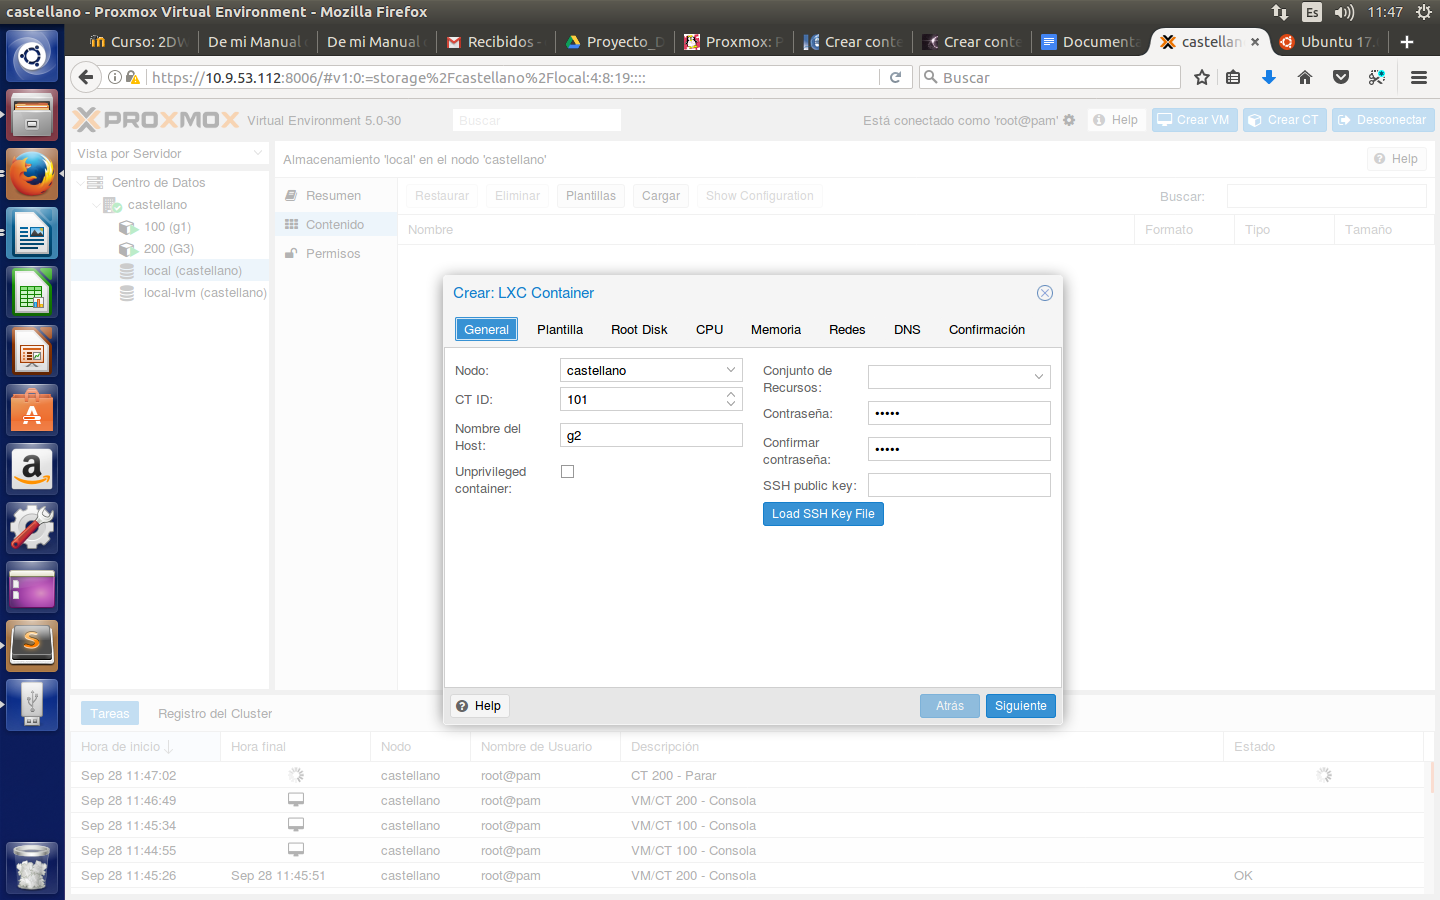 castellano - Proxmox Virtual Environment - Mozilla Firefox
Es
11:47
Curso: 2DW
De mi Manual
De mi Manual
Recibidos -
Proyecto_D
Proxmox: P
Crear conte
Crear conte
Documenta
castellan
Ubuntu 17.
https://10.9.53.112:8006/#v1:0:=storage%2Fcastellano%2Flocal:4:8:19::::
Buscar
PROXMOX
Virtual Environment 5.0-30
Buscar
Está conectado como 'root@pam'
Help
Crear VM
Crear CT
Desconectar
Vista por Servidor
Centro de Datos
castellano
100 (g1)
200 (G3)
local (castellano)
local-lvm (castellano)
Almacenamiento 'local' en el nodo 'castellano'
Help
Resumen
Contenido
Permisos
Restaurar
Eliminar
Plantillas
Cargar
Show Configuration
Buscar:
Nombre
Formato
Tipo
Tamaño
Crear: LXC Container
General
Plantilla
Root Disk
CPU
Memoria
Redes
DNS
Confirmación
Nodo:
castellano
CT ID:
101
Nombre del
Host:
g2
Unprivileged
container:
Conjunto de
Recursos:
Contraseña:
•••••
Confirmar
contraseña:
•••••
SSH public key:
Load SSH Key File
Help
Atrás
Siguiente
Tareas
Registro del Cluster
Hora de inicio
Hora final
Nodo
Nombre de Usuario
Descripción
Estado
Sep 28 11:47:02 castellano root@pam CT 200 - Parar
Sep 28 11:46:49 castellano root@pam VM/CT 200 - Consola
Sep 28 11:45:34 castellano root@pam VM/CT 100 - Consola
Sep 28 11:44:55 castellano root@pam VM/CT 100 - Consola
Sep 28 11:45:26 Sep 28 11:45:51 castellano root@pam VM/CT 200 - Consola OK